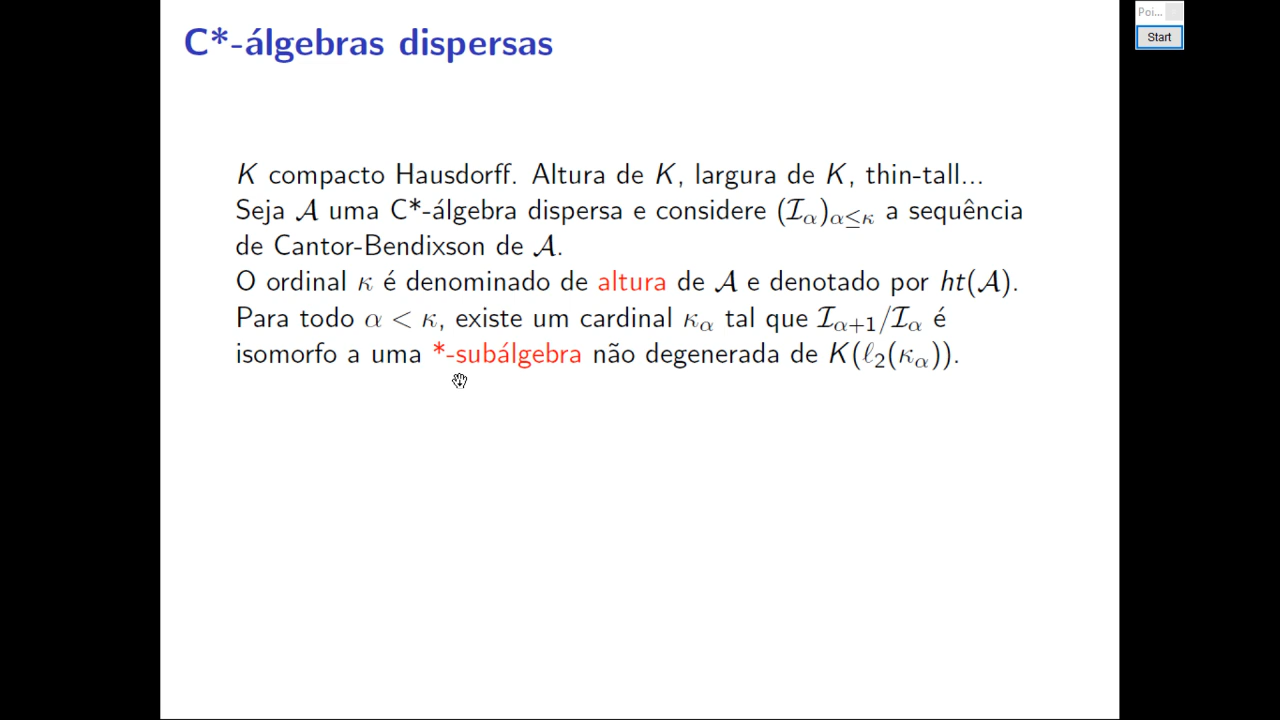 C*-álgebras dispersas
Poi...
Start
K compacto Hausdorff. Altura de K, largura de K, thin-tall...
Seja 𝒜 uma C*-álgebra dispersa e considere (ℐ_α)_{α≤κ} a sequência
de Cantor-Bendixson de 𝒜.
O ordinal κ é denominado de altura de 𝒜 e denotado por ht(𝒜).
Para todo α < κ, existe um cardinal κ_α tal que ℐ_{α+1}/ℐ_α é
isomorfo a uma *-subálgebra não degenerada de K(ℓ₂(κ_α)).